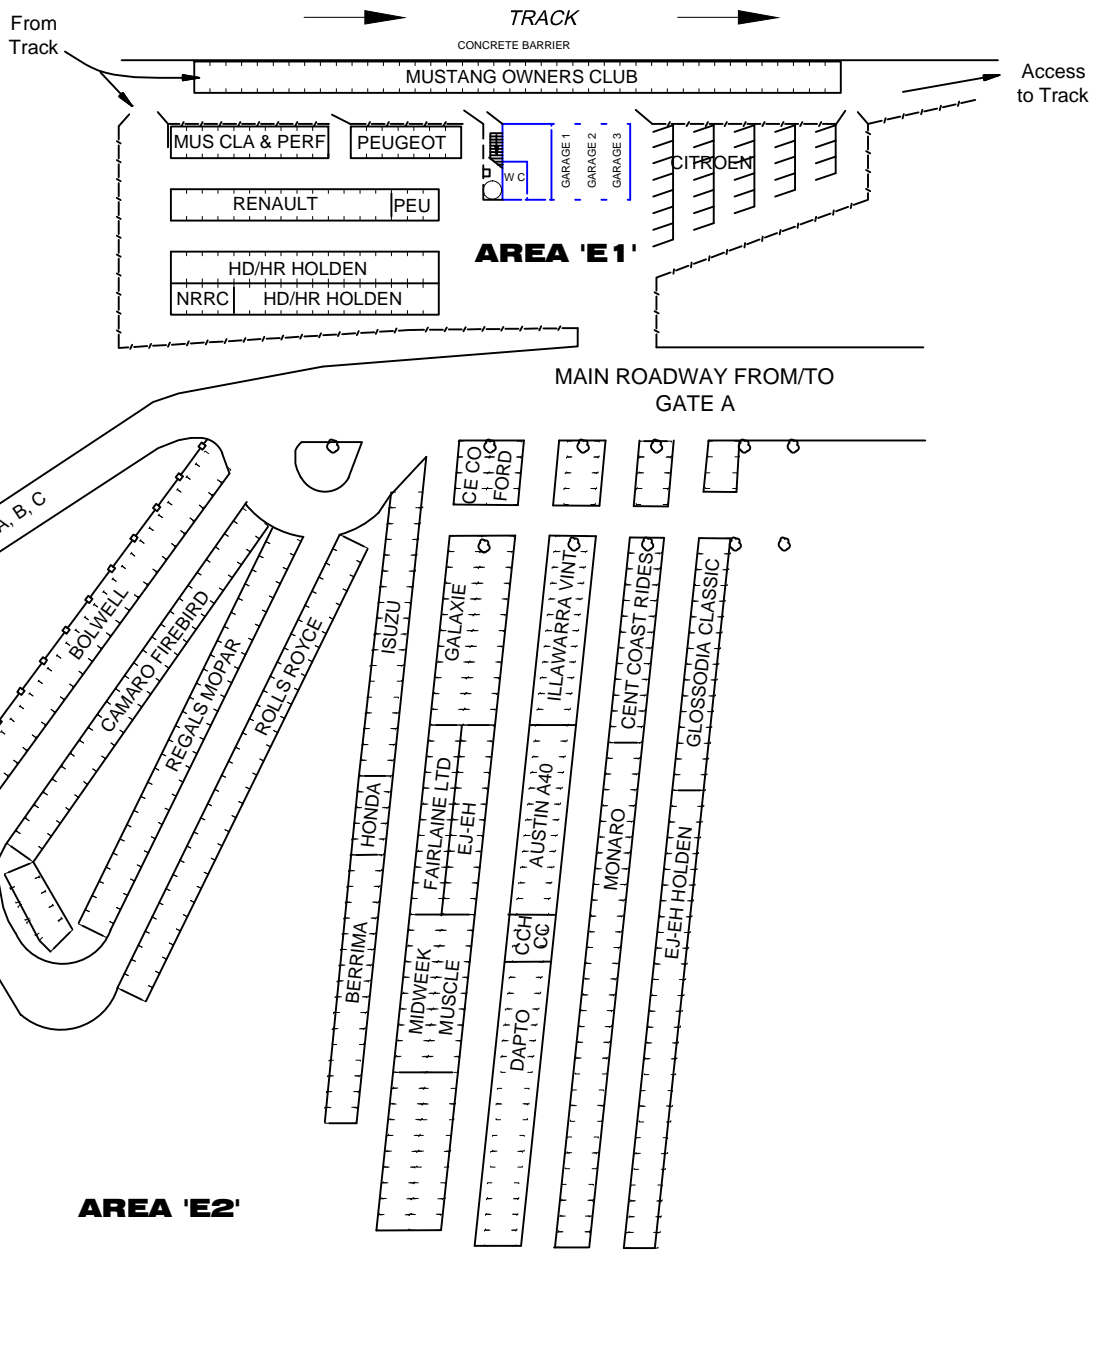 TRACK
From
Track
CONCRETE BARRIER
MUSTANG OWNERS CLUB
Access
to Track
MUS CLA & PERF
PEUGEOT
W C
GARAGE 1
GARAGE 2
GARAGE 3
CITROEN
RENAULT
PEU
AREA 'E1'
HD/HR HOLDEN
NRRC
HD/HR HOLDEN
MAIN ROADWAY FROM/TO
GATE A
CE CO
FORD
A, B, C
BOLWELL
CAMARO FIREBIRD
REGALS MOPAR
ROLLS ROYCE
ISUZU
GALAXIE
ILLAWARRA VINT
CENT COAST RIDES
GLOSSODIA CLASSIC
HONDA
FAIRLAINE LTD
EJ-EH
AUSTIN A40
MONARO
EJ-EH HOLDEN
BERRIMA
MIDWEEK
MUSCLE
CCH
CC
DAPTO
AREA 'E2'